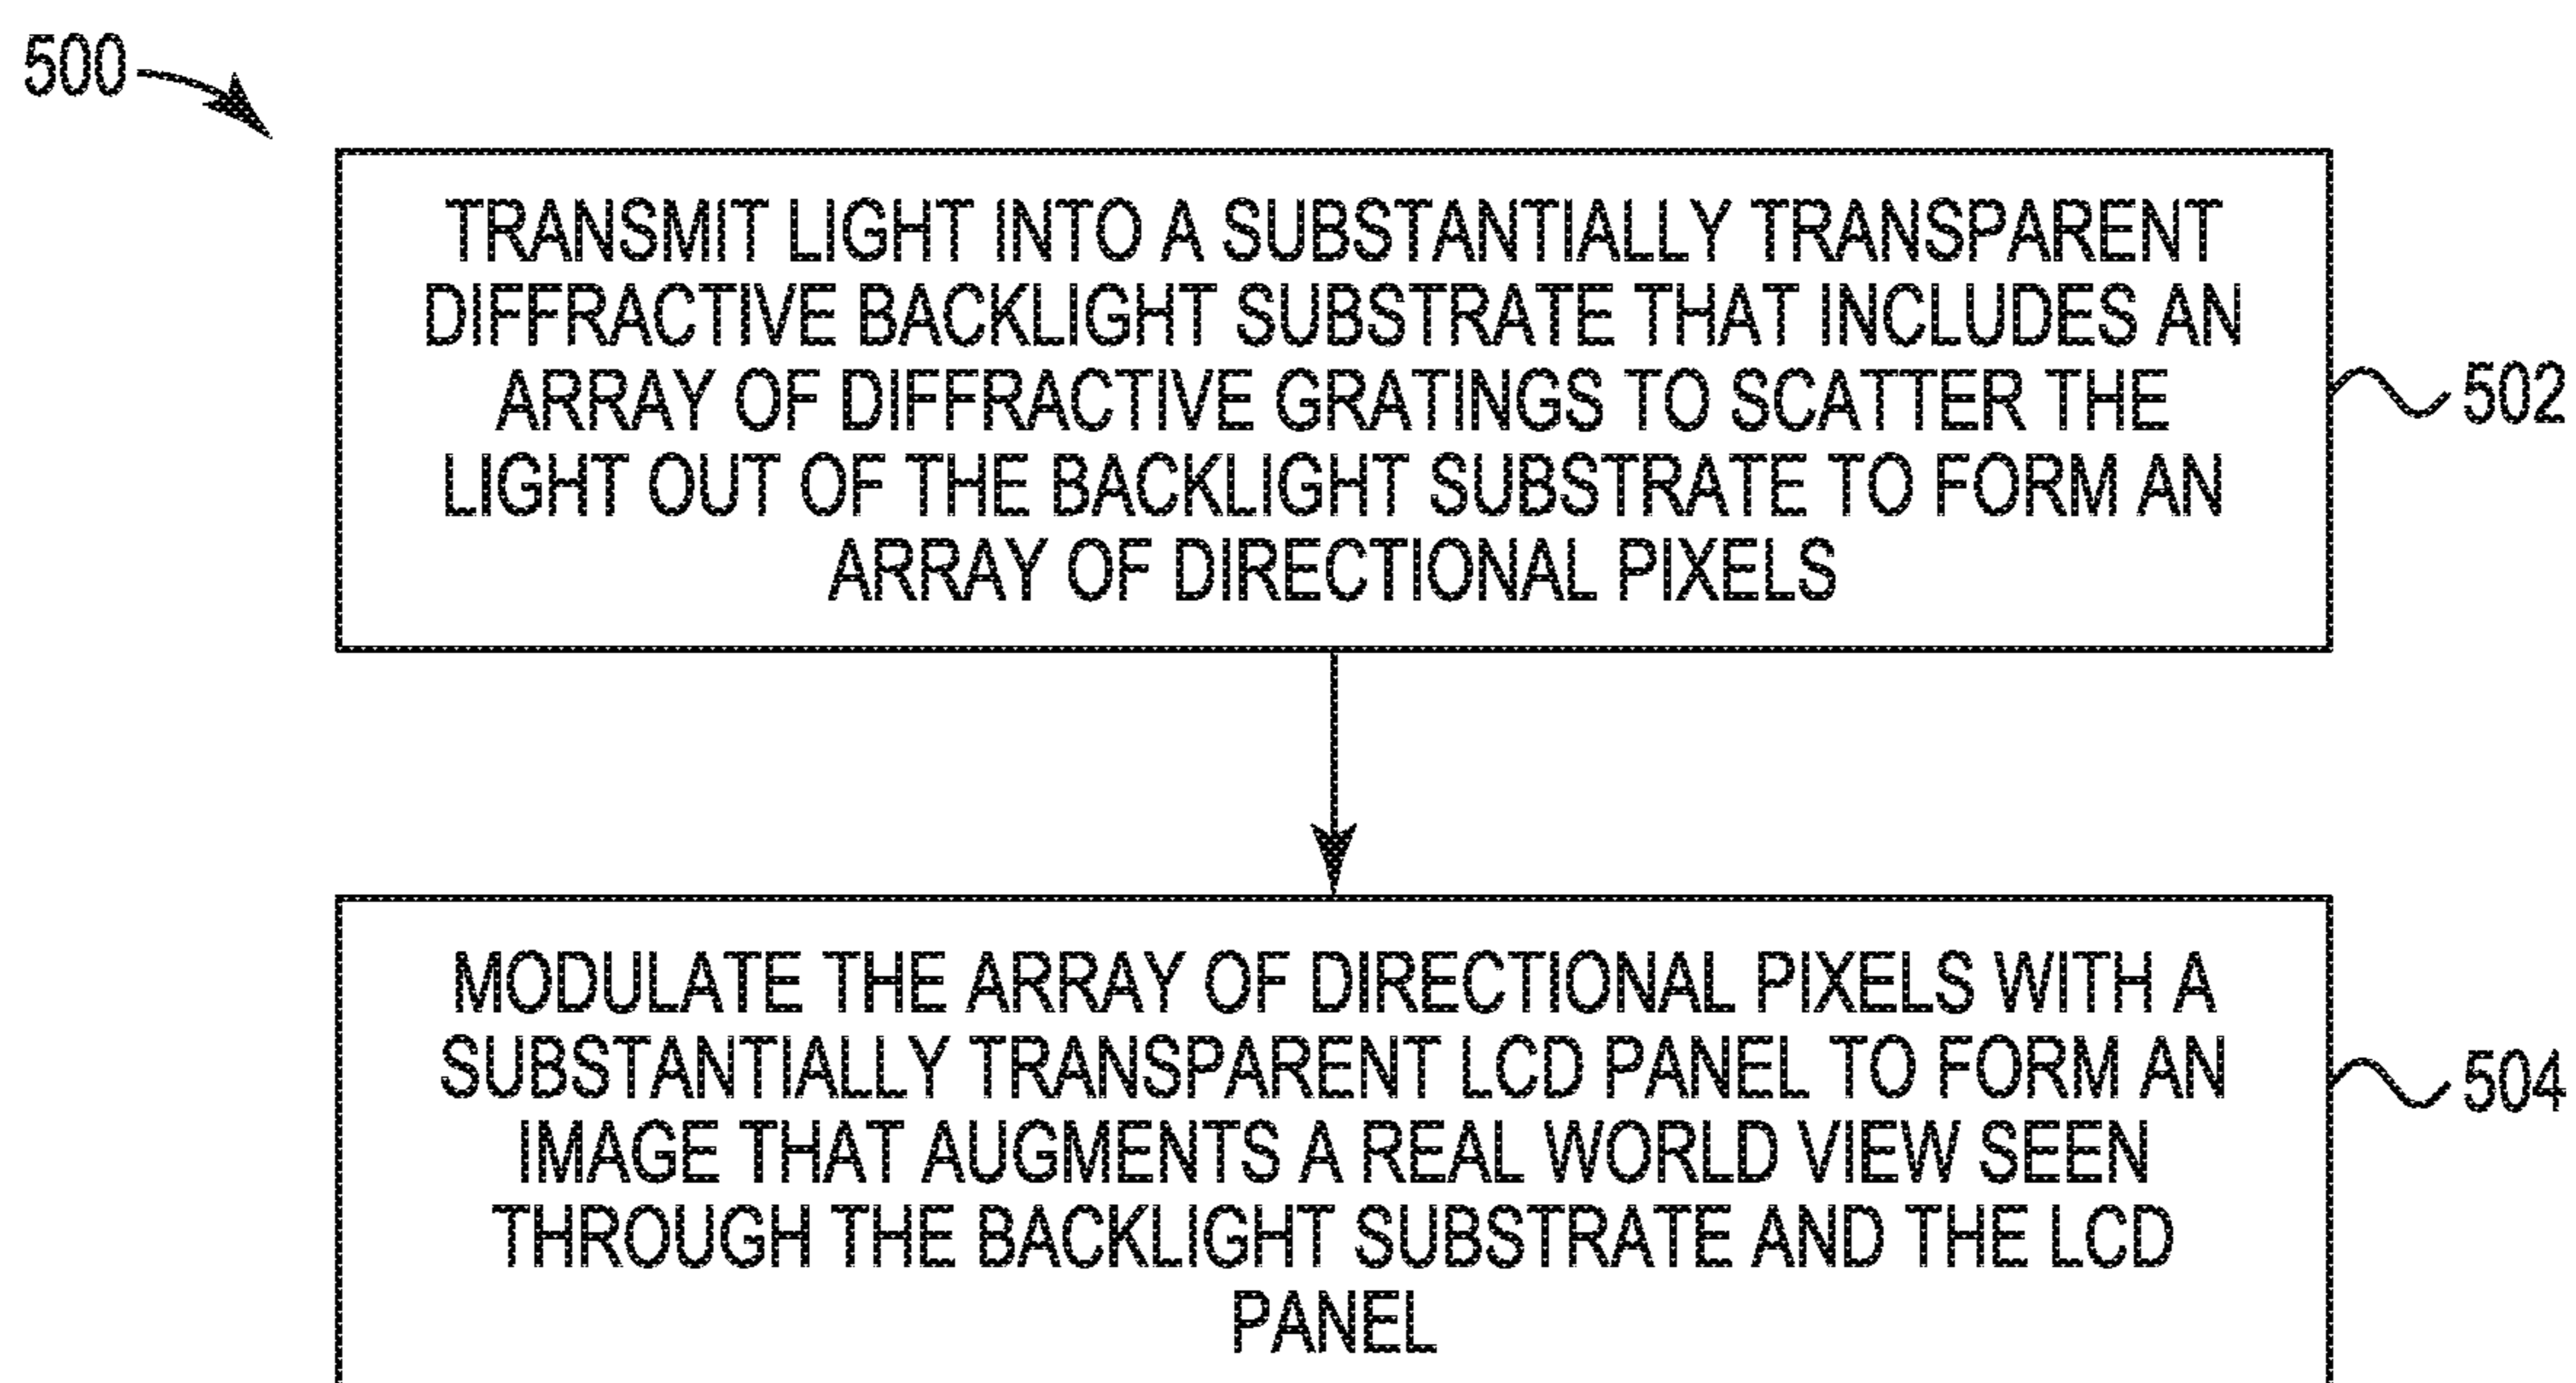 500
TRANSMIT LIGHT INTO A SUBSTANTIALLY TRANSPARENT
DIFFRACTIVE BACKLIGHT SUBSTRATE THAT INCLUDES AN
ARRAY OF DIFFRACTIVE GRATINGS TO SCATTER THE
LIGHT OUT OF THE BACKLIGHT SUBSTRATE TO FORM AN
ARRAY OF DIRECTIONAL PIXELS
502
MODULATE THE ARRAY OF DIRECTIONAL PIXELS WITH A
SUBSTANTIALLY TRANSPARENT LCD PANEL TO FORM AN
IMAGE THAT AUGMENTS A REAL WORLD VIEW SEEN
THROUGH THE BACKLIGHT SUBSTRATE AND THE LCD
PANEL
504